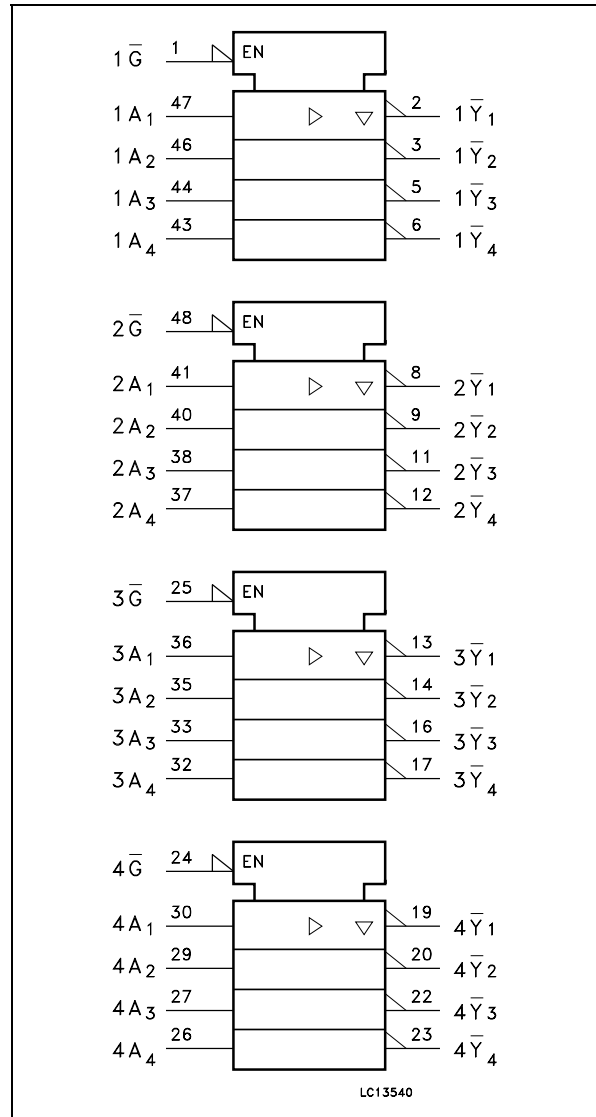 1G̅ 1 EN
1A1 47 2 1Y̅1
1A2 46 3 1Y̅2
1A3 44 5 1Y̅3
1A4 43 6 1Y̅4
2G̅ 48 EN
2A1 41 8 2Y̅1
2A2 40 9 2Y̅2
2A3 38 11 2Y̅3
2A4 37 12 2Y̅4
3G̅ 25 EN
3A1 36 13 3Y̅1
3A2 35 14 3Y̅2
3A3 33 16 3Y̅3
3A4 32 17 3Y̅4
4G̅ 24 EN
4A1 30 19 4Y̅1
4A2 29 20 4Y̅2
4A3 27 22 4Y̅3
4A4 26 23 4Y̅4
LC13540